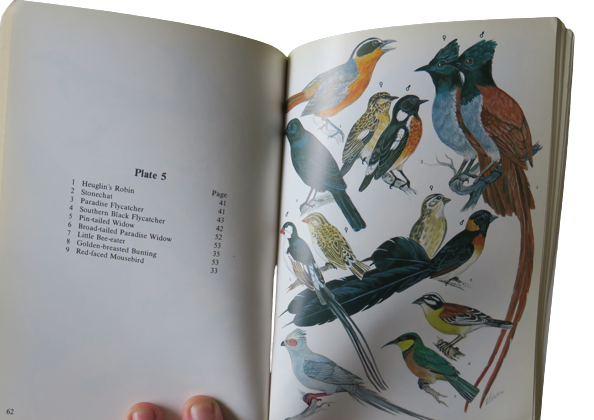 Plate 5
Page
1 Heuglin's Robin 41
2 Stonechat 41
3 Paradise Flycatcher 43
4 Southern Black Flycatcher 42
5 Pin-tailed Widow 52
6 Broad-tailed Paradise Widow 53
7 Little Bee-eater 35
8 Golden-breasted Bunting 53
9 Red-faced Mousebird 33
62
♀ ♂
♀ ♂
♂ ♀
♀ ♂